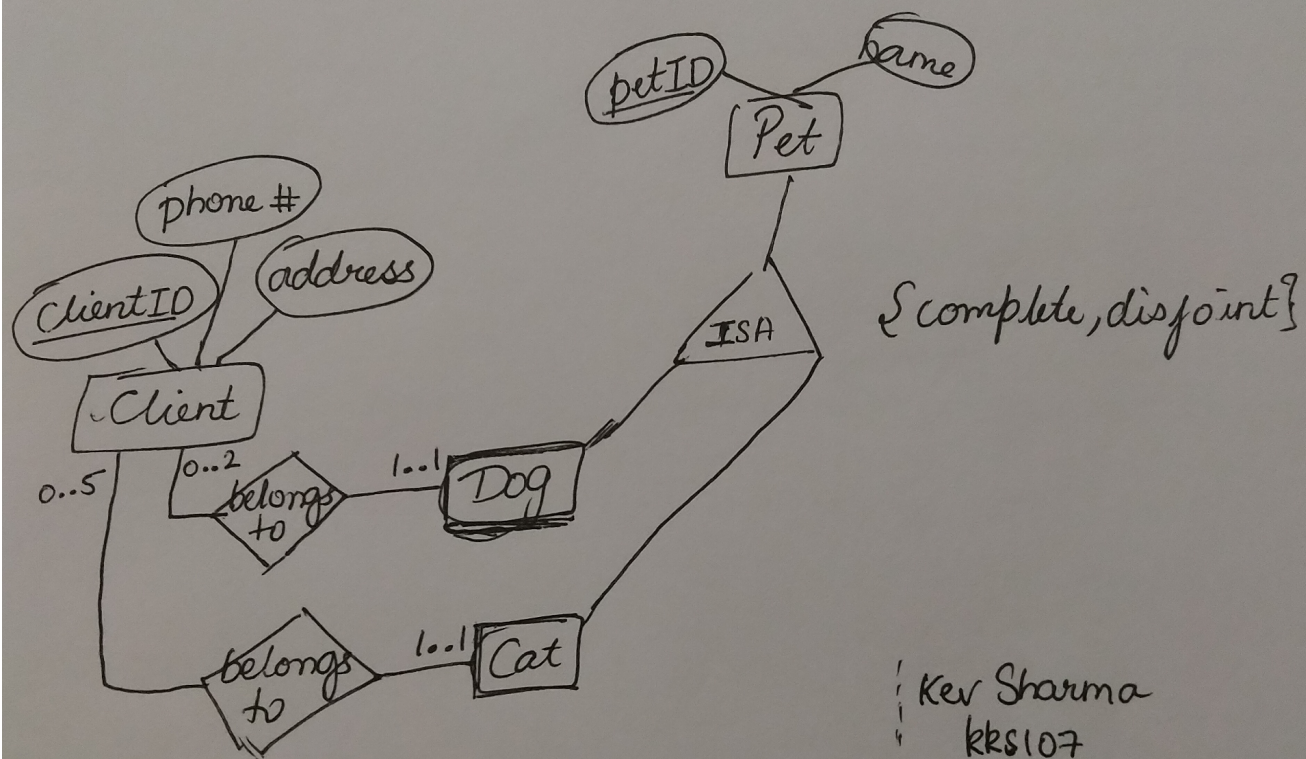 petID
name
Pet
phone #
address
clientID
ISA
{complete, disjoint}
Client
0..5
0..2
belongs
to
1..1
Dog
belongs
to
1..1
Cat
Kev Sharma
kks107